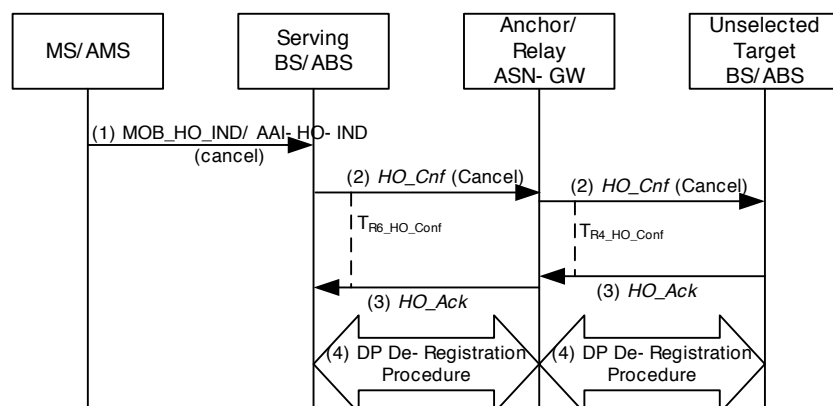 MS/AMS
Serving
BS/ABS
Anchor/
Relay
ASN- GW
Unselected
Target
BS/ABS
(1) MOB_HO_IND/ AAI- HO- IND
(cancel)
(2) HO_Cnf (Cancel)
(2) HO_Cnf (Cancel)
TR6_HO_Conf
TR4_HO_Conf
(3) HO_Ack
(3) HO_Ack
(4) DP De- Registration
Procedure
(4) DP De- Registration
Procedure